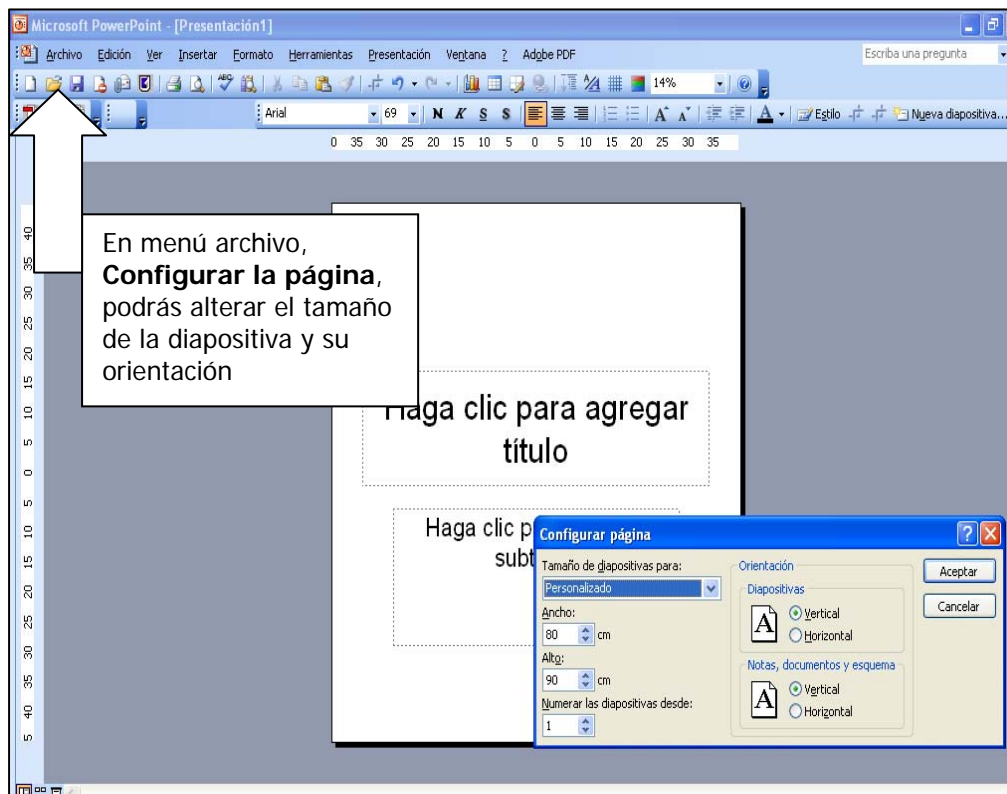 Microsoft PowerPoint - [Presentación1]
Archivo Edición Ver Insertar Formato Herramientas Presentación Ventana ? Adobe PDF Escriba una pregunta
14%
Arial 69 N K S S Estilo Nueva diapositiva...
0 35 30 25 20 15 10 5 0 5 10 15 20 25 30 35
40
35
30
25
20
15
10
5
0
5
10
15
20
25
30
35
40
5
En menú archivo,
Configurar la página,
podrás alterar el tamaño
de la diapositiva y su
orientación
Haga clic para agregar
título
Haga clic p
subt
Configurar página
Tamaño de diapositivas para:
Personalizado
Ancho:
80 cm
Alto:
90 cm
Numerar las diapositivas desde:
1
Orientación
Diapositivas
A
Vertical
Horizontal
Notas, documentos y esquema
A
Vertical
Horizontal
Aceptar
Cancelar